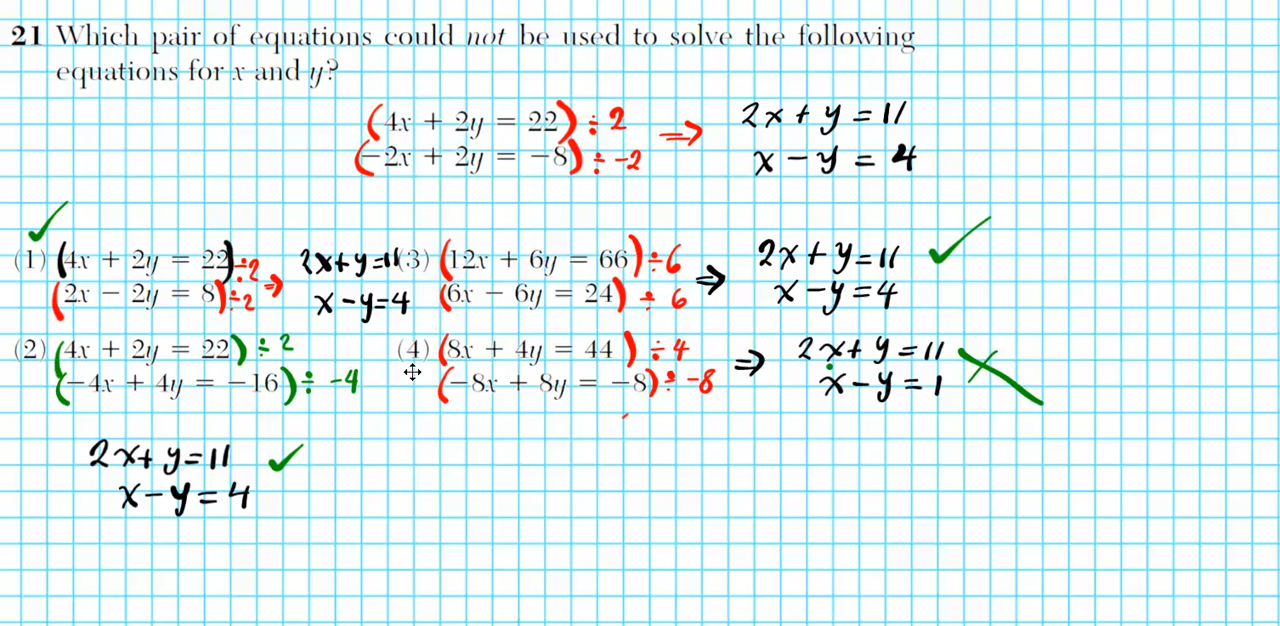 21 Which pair of equations could not be used to solve the following
equations for x and y?
(4x + 2y = 22) ÷ 2 ⇒ 2x + y = 11
(−2x + 2y = −8) ÷ −2 x − y = 4
(1) (4x + 2y = 22) ÷2 ⇒ 2x+y=11
(2x − 2y = 8) ÷2 x−y=4
(3) (12x + 6y = 66) ÷6 ⇒ 2x+y=11
(6x − 6y = 24) ÷ 6 x−y=4
(2) (4x + 2y = 22) ÷ 2
(−4x + 4y = −16) ÷ −4
2x+y=11
x−y=4
(4) (8x + 4y = 44) ÷ 4 ⇒ 2x+y=11
(−8x + 8y = −8) ÷ −8 x−y=1